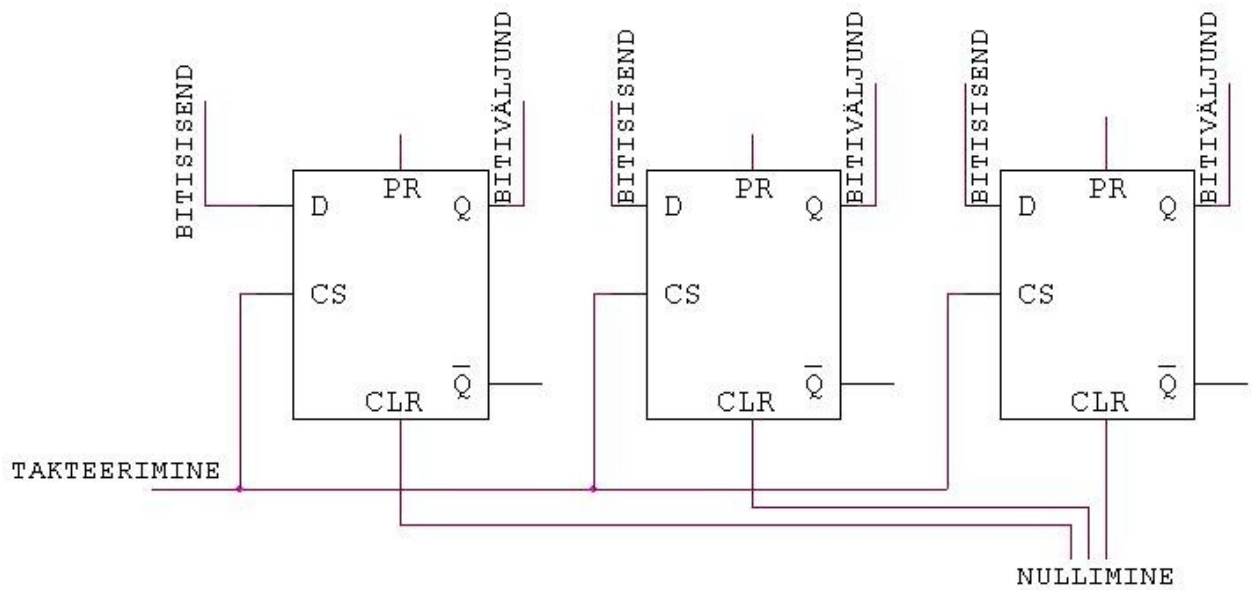 BITISISEND
BITIVÄLJUND
BITISISEND
BITIVÄLJUND
BITISISEND
BITIVÄLJUND
PR
D
Q
CS
CLR
Q̅
PR
D
Q
CS
CLR
Q̅
PR
D
Q
CS
CLR
Q̅
TAKTEERIMINE
NULLIMINE